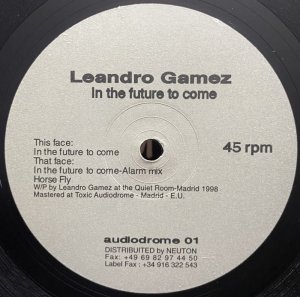 Leandro Gamez
In the future to come
This face:
In the future to come
45 rpm
That face:
In the future to come-Alarm mix
Horse Fly
W/P by Leandro Gamez at the Quiet Room-Madrid 1998
Mastered at Toxic Audiodrome - Madrid - E.U.
audiodrome 01
DISTRIBUITED by NEUTON
Fax: +49 69 82 97 44 50
Label Fax : +34 916 322 543